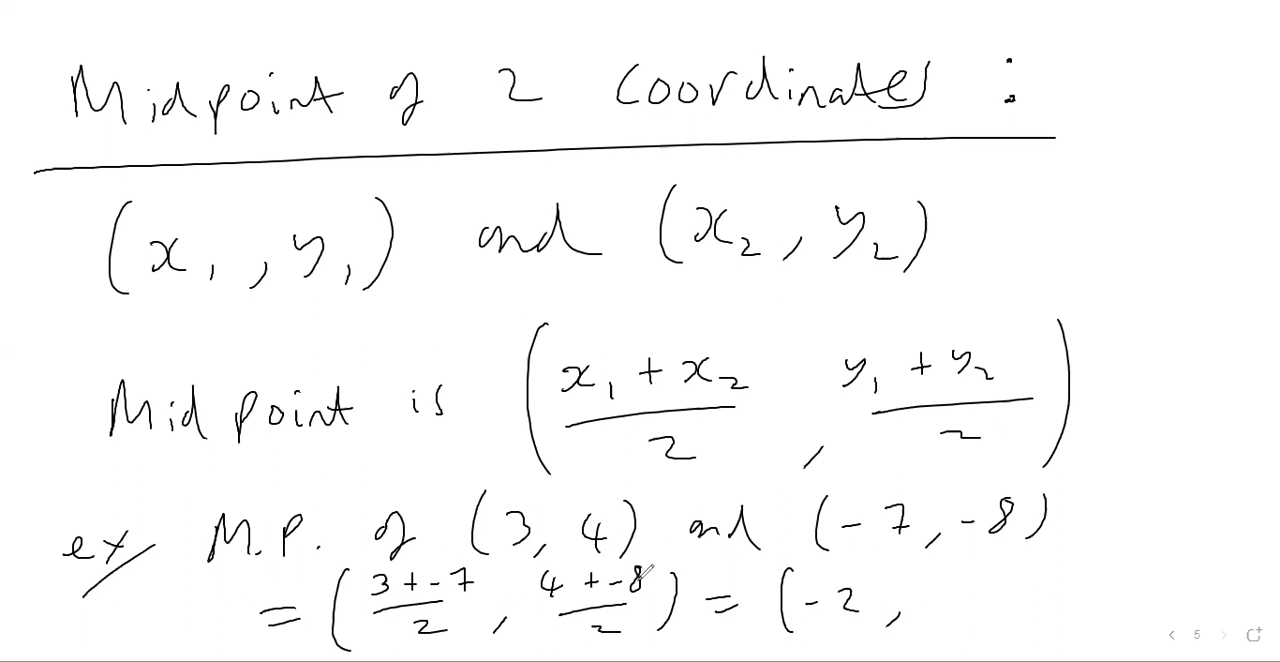 Midpoint of 2 coordinates :
(x₁ , y₁) and (x₂ , y₂)
Midpoint is (x₁ + x₂ / 2 , y₁ + y₂ / 2)
ex/ M.P. of (3, 4) and (-7, -8)
= (3 + -7 / 2 , 4 + -8 / 2) = (-2 ,
< 5 >